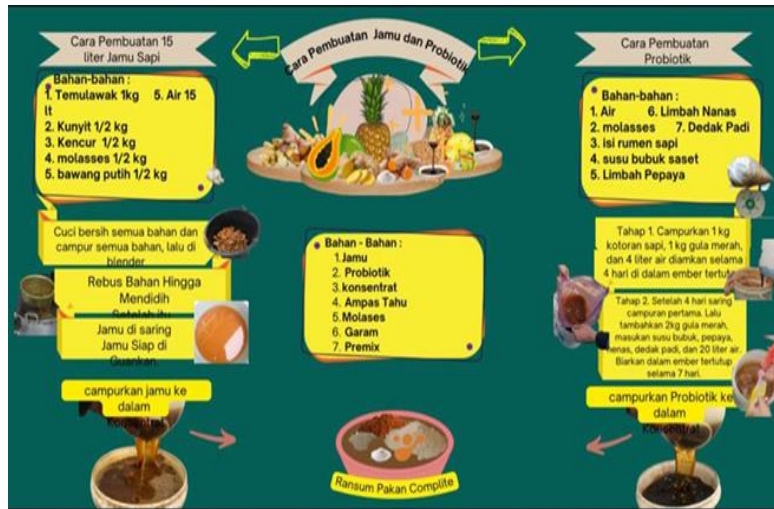 Cara Pembuatan Jamu dan Probiotik
Cara Pembuatan 15
liter Jamu Sapi
Bahan-bahan :
1. Temulawak 1kg 5. Air 15
lt
2. Kunyit 1/2 kg
3. Kencur 1/2 kg
4. molasses 1/2 kg
5. bawang putih 1/2 kg
Cuci bersih semua bahan dan
campur semua bahan, lalu di
blender
Rebus Bahan Hingga
Mendidih
Setelah itu
Jamu di saring
Jamu Siap di
Guankan.
campurkan jamu ke
dalam
Konsentrat
Bahan - Bahan :
1.Jamu
2. Probiotik
3.konsentrat
4. Ampas Tahu
5.Molases
6. Garam
7. Premix
Ransum Pakan Complite
Cara Pembuatan
Probiotik
Bahan-bahan :
1. Air 6. Limbah Nanas
2. molasses 7. Dedak Padi
3. isi rumen sapi
4. susu bubuk saset
5. Limbah Pepaya
Tahap 1. Campurkan 1 kg
kotoran sapi, 1 kg gula merah,
dan 4 liter air diamkan selama
4 hari di dalam ember tertutup
Tahap 2. Setelah 4 hari saring
campuran pertama. Lalu
tambahkan 2kg gula merah,
masukan susu bubuk, pepaya,
nenas, dedak padi, dan 20 liter air.
Biarkan dalam ember tertutup
selama 7 hari.
campurkan Probiotik ke
dalam
Konsentrat